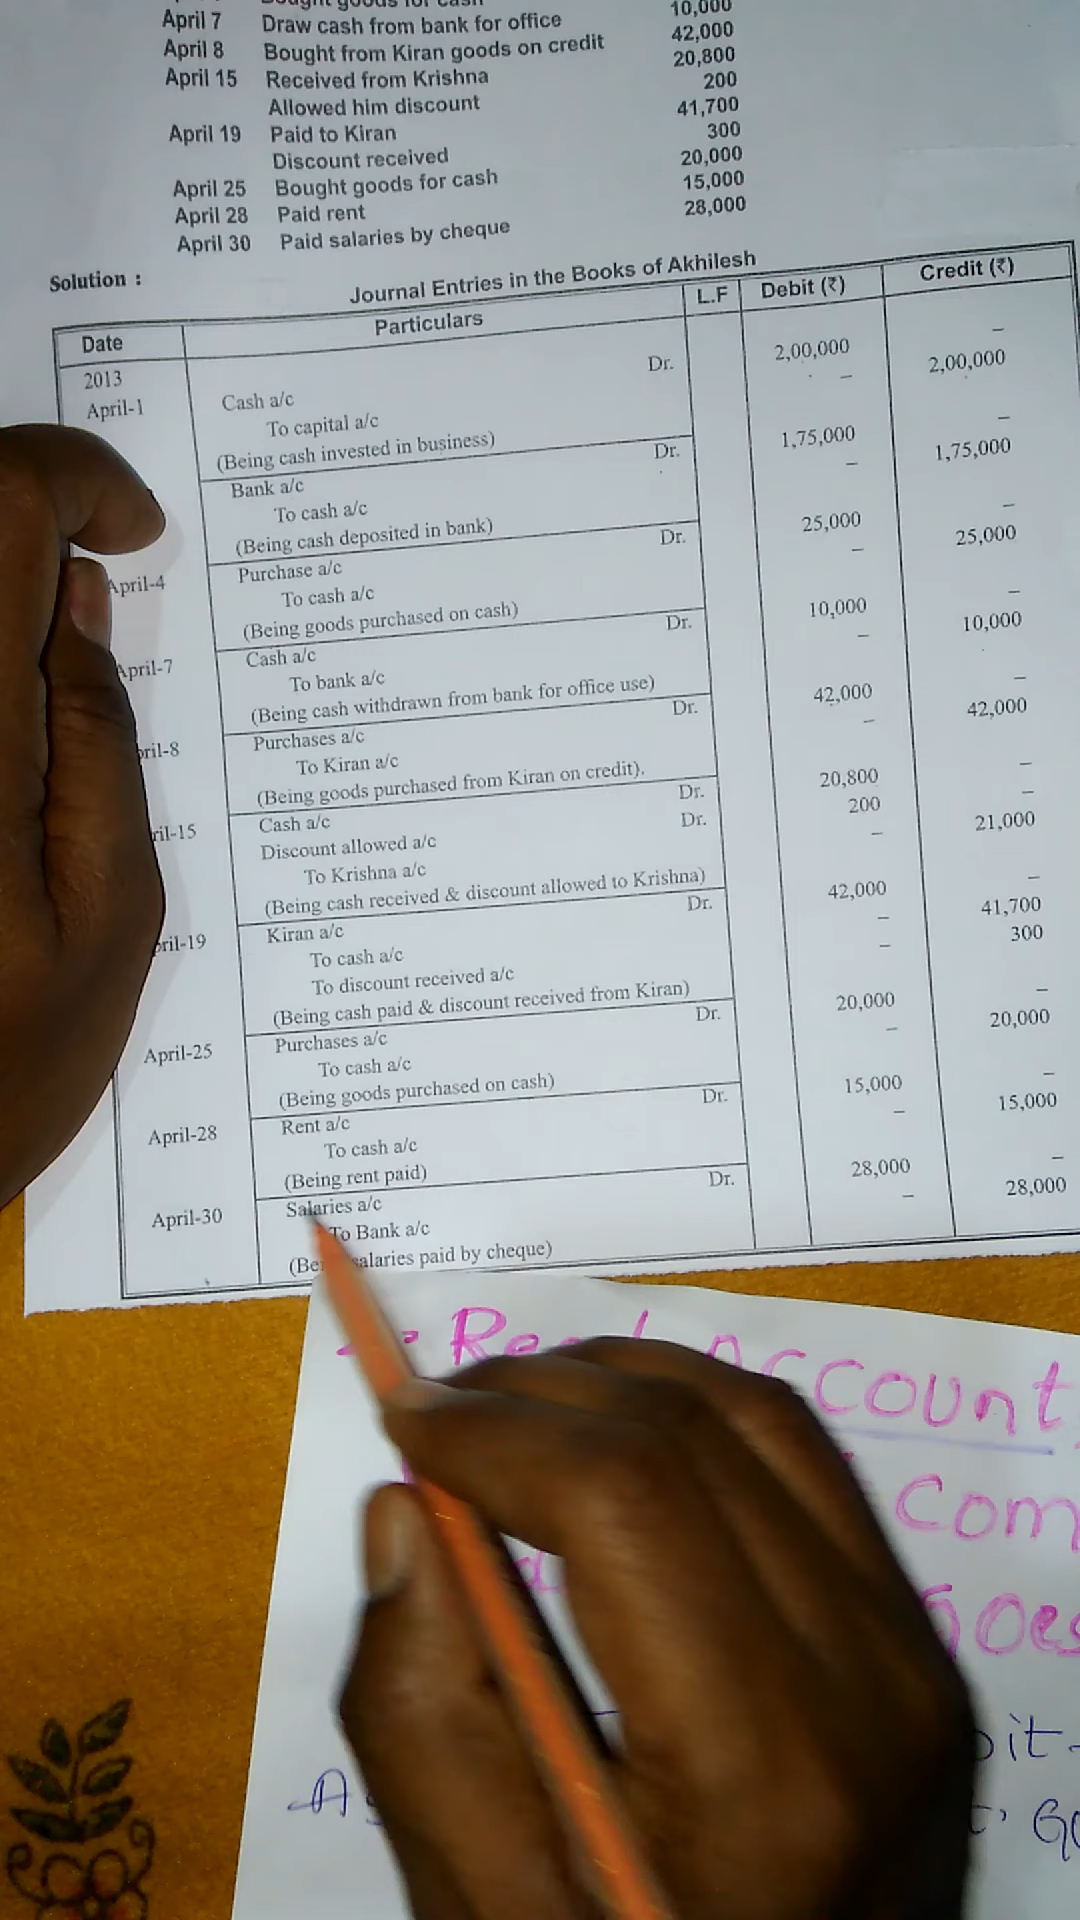 April 7 Draw cash from bank for office 10,000
April 8 Bought from Kiran goods on credit 42,000
April 15 Received from Krishna 20,800
Allowed him discount 200
April 19 Paid to Kiran 41,700
Discount received 300
April 25 Bought goods for cash 20,000
April 28 Paid rent 15,000
April 30 Paid salaries by cheque 28,000
Solution :
Journal Entries in the Books of Akhilesh
Date Particulars L.F Debit (₹) Credit (₹)
2013
April-1 Cash a/c Dr. 2,00,000 –
To capital a/c – 2,00,000
(Being cash invested in business)
Bank a/c Dr. 1,75,000 –
To cash a/c – 1,75,000
(Being cash deposited in bank)
April-4 Purchase a/c Dr. 25,000 –
To cash a/c – 25,000
(Being goods purchased on cash)
April-7 Cash a/c Dr. 10,000 –
To bank a/c – 10,000
(Being cash withdrawn from bank for office use)
pril-8 Purchases a/c Dr. 42,000 –
To Kiran a/c – 42,000
(Being goods purchased from Kiran on credit).
ril-15 Cash a/c Dr. 20,800 –
Discount allowed a/c Dr. 200 –
To Krishna a/c – 21,000
(Being cash received & discount allowed to Krishna)
pril-19 Kiran a/c Dr. 42,000 –
To cash a/c – 41,700
To discount received a/c – 300
(Being cash paid & discount received from Kiran)
April-25 Purchases a/c Dr. 20,000 –
To cash a/c – 20,000
(Being goods purchased on cash)
April-28 Rent a/c Dr. 15,000 –
To cash a/c – 15,000
(Being rent paid)
April-30 Salaries a/c Dr. 28,000 –
To Bank a/c – 28,000
salaries paid by cheque)
Account
com
Goes